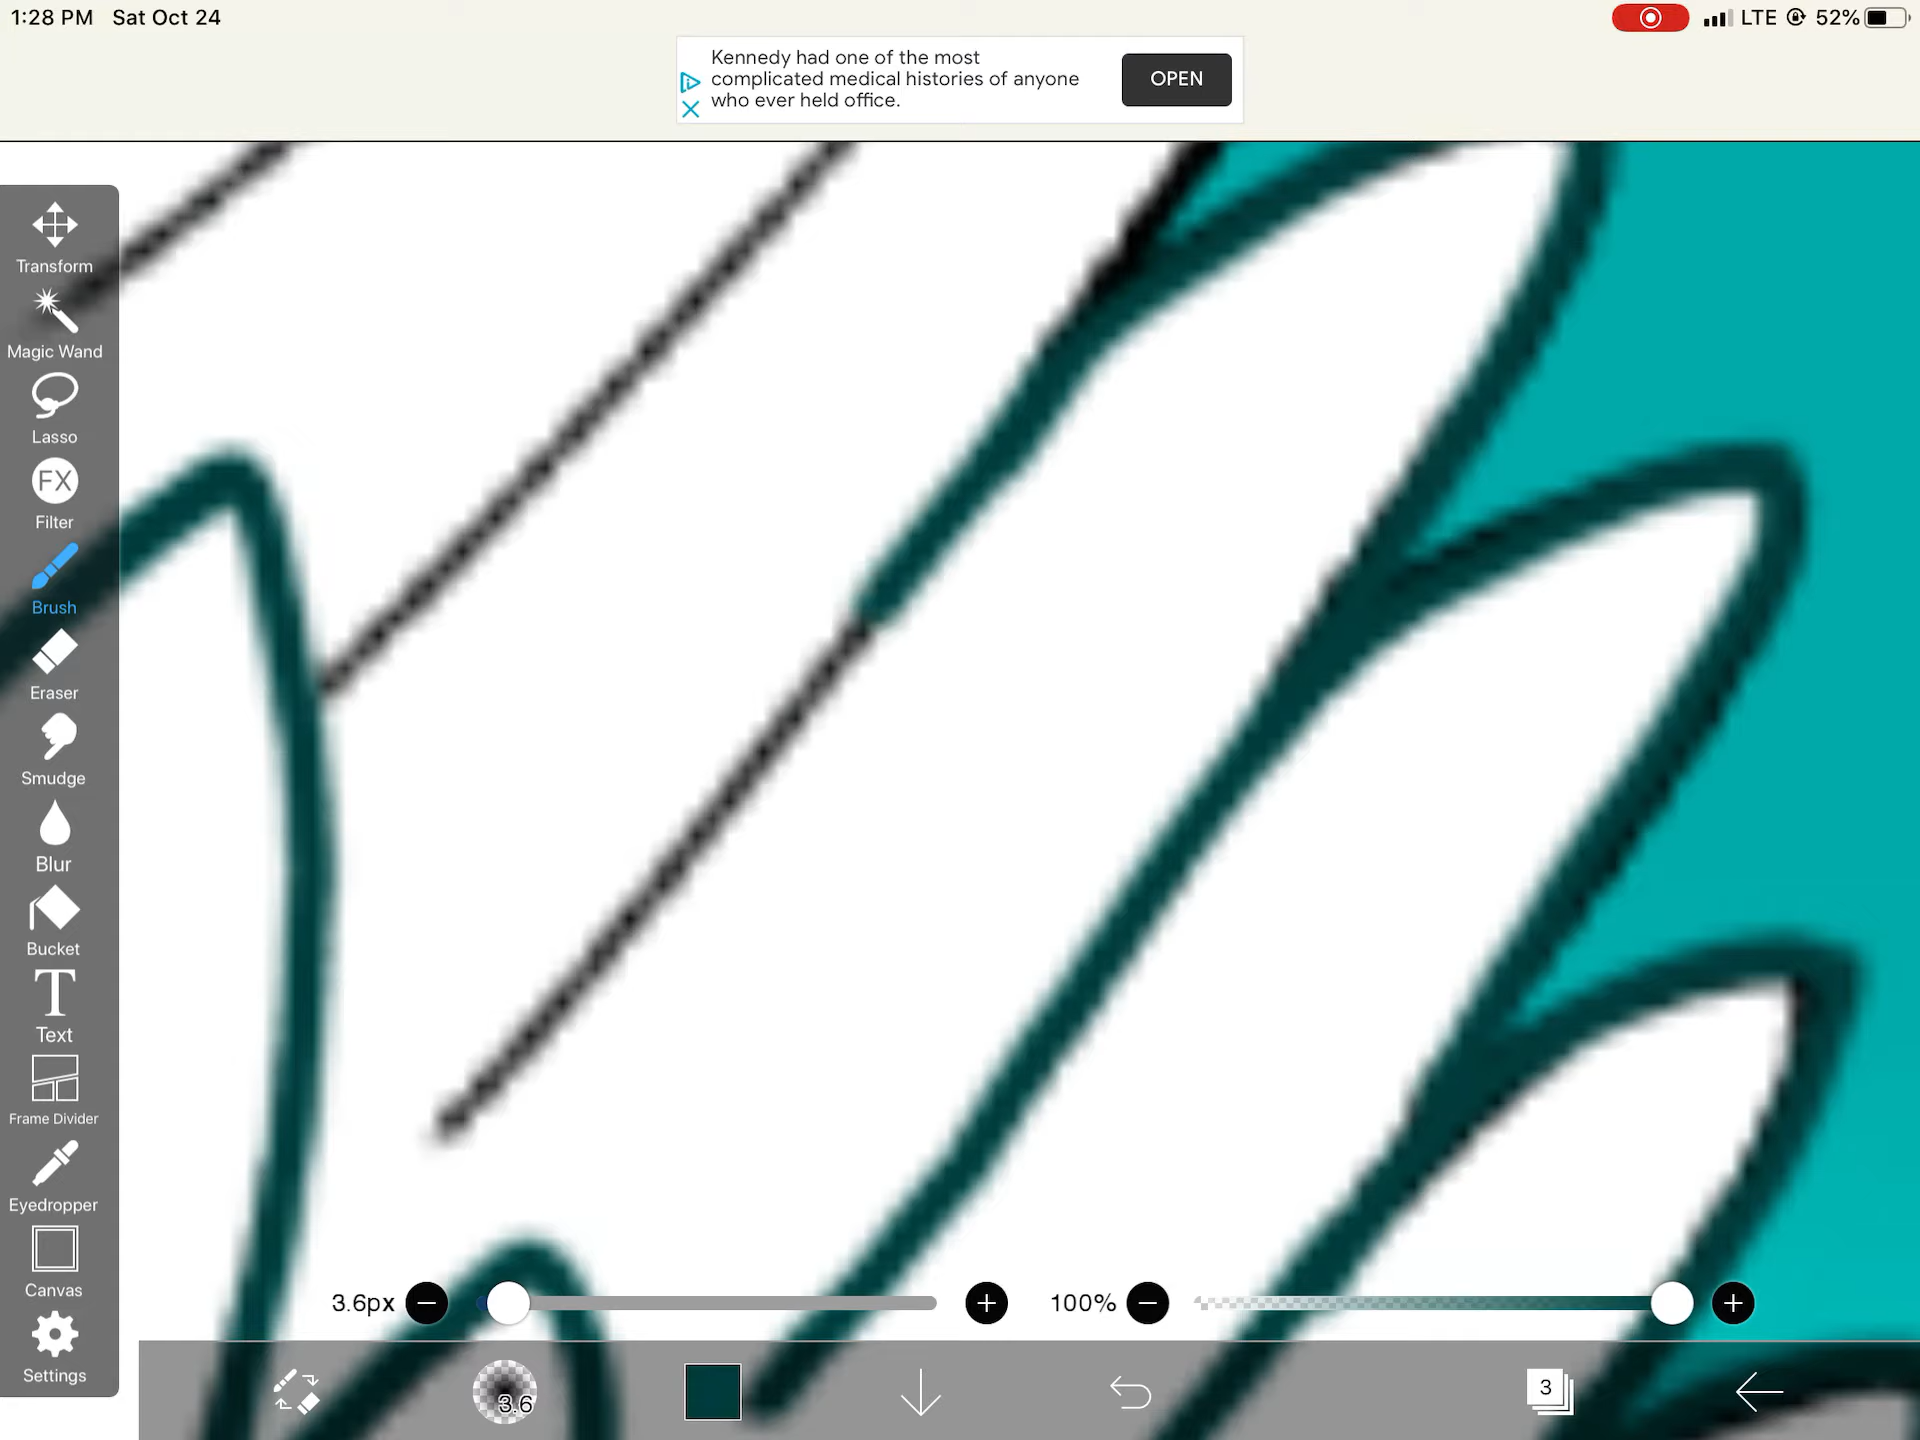 1:28 PM Sat Oct 24
LTE 52%
Kennedy had one of the most
complicated medical histories of anyone
who ever held office.
OPEN
Transform
Magic Wand
Lasso
FX
Filter
Brush
Eraser
Smudge
Blur
Bucket
T
Text
Frame Divider
Eyedropper
Canvas
Settings
3.6px
100%
3.6
3